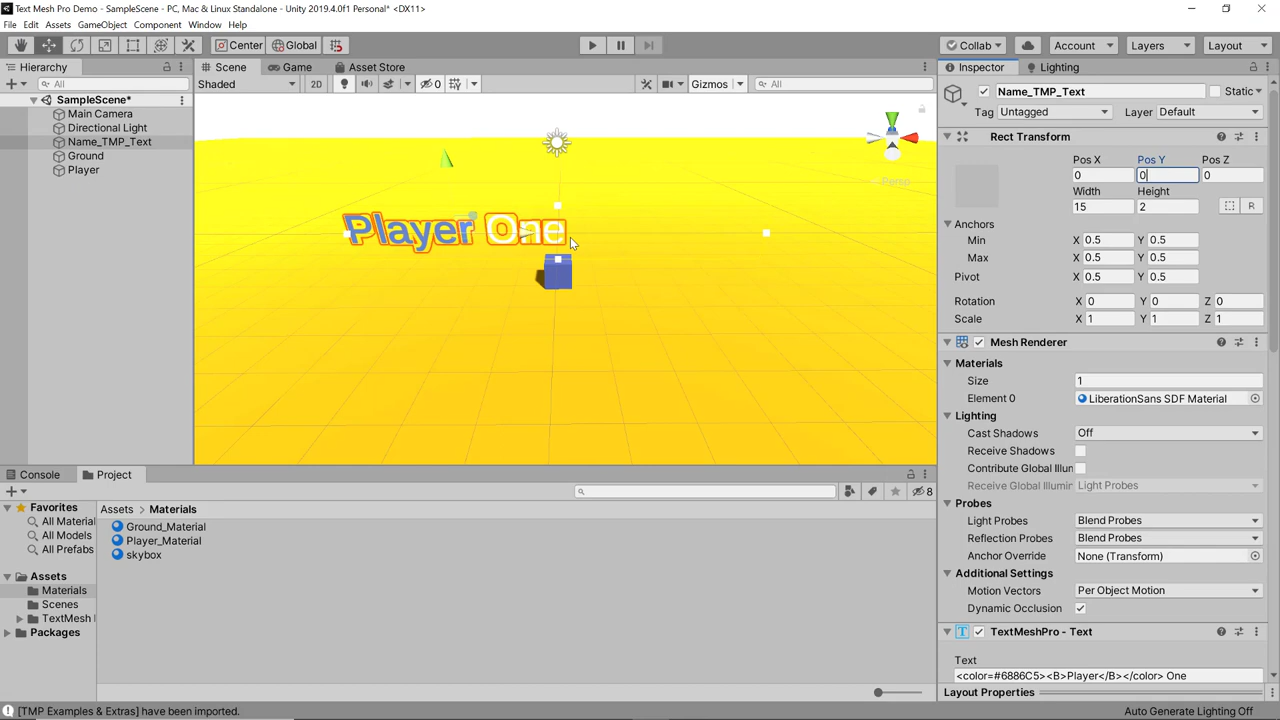 Text Mesh Pro Demo - SampleScene - PC, Mac & Linux Standalone - Unity 2019.4.0f1 Personal* <DX11>
File Edit Assets GameObject Component Window Help
Center Global Collab Account Layers Layout
Hierarchy Scene Game Asset Store Inspector Lighting
All Shaded 2D 0 Gizmos All
SampleScene*
Main Camera
Directional Light
Name_TMP_Text
Ground
Player
Persp
Player One
Name_TMP_Text Static
Tag Untagged Layer Default
Rect Transform
Pos X Pos Y Pos Z
0 0 0
Width Height
15 2 R
Anchors
Min X 0.5 Y 0.5
Max X 0.5 Y 0.5
Pivot X 0.5 Y 0.5
Rotation X 0 Y 0 Z 0
Scale X 1 Y 1 Z 1
Mesh Renderer
Materials
Size 1
Element 0 LiberationSans SDF Material
Lighting
Cast Shadows Off
Receive Shadows
Contribute Global Illun
Receive Global Illumir Light Probes
Probes
Light Probes Blend Probes
Reflection Probes Blend Probes
Anchor Override None (Transform)
Additional Settings
Motion Vectors Per Object Motion
Dynamic Occlusion
TextMeshPro - Text
Text
<color=#6886C5><B>Player</B></color> One
Layout Properties
Console Project
8
Favorites
All Material
All Models
All Prefabs
Assets
Materials
Scenes
TextMesh
Packages
Assets > Materials
Ground_Material
Player_Material
skybox
[TMP Examples & Extras] have been imported. Auto Generate Lighting Off